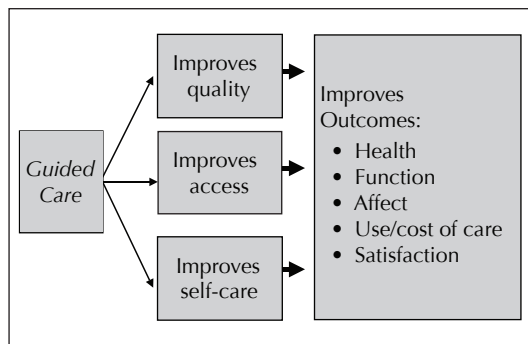 Guided
Care
Improves
quality
Improves
access
Improves
self-care
Improves
Outcomes:
• Health
• Function
• Affect
• Use/cost of care
• Satisfaction